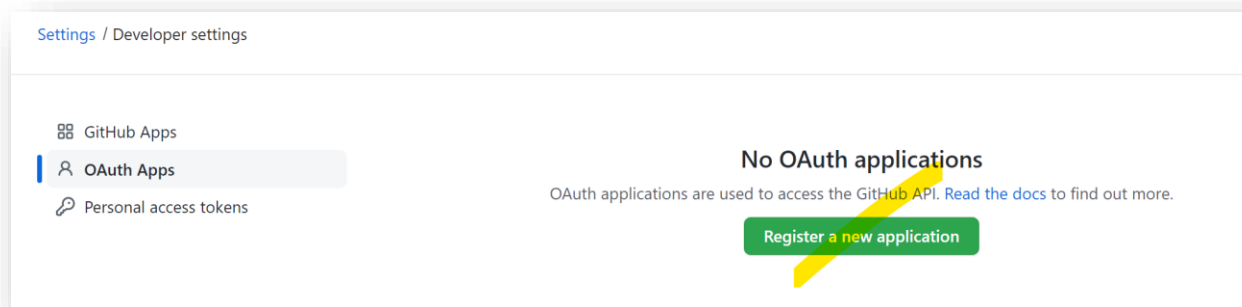 Settings / Developer settings
GitHub Apps
OAuth Apps
Personal access tokens
No OAuth applications
OAuth applications are used to access the GitHub API. Read the docs to find out more.
Register a new application